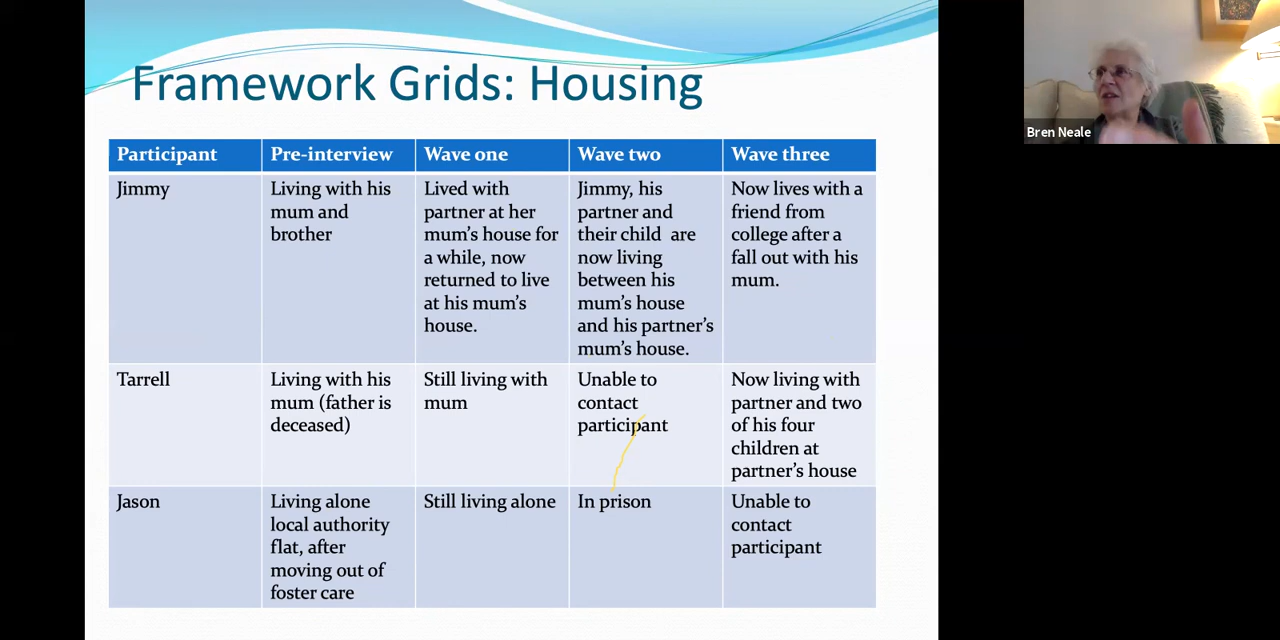 Framework Grids: Housing
Bren Neale
Participant
Pre-interview
Wave one
Wave two
Wave three
Jimmy
Living with his
mum and
brother
Lived with
partner at her
mum's house for
a while, now
returned to live
at his mum's
house.
Jimmy, his
partner and
their child are
now living
between his
mum's house
and his partner's
mum's house.
Now lives with a
friend from
college after a
fall out with his
mum.
Tarrell
Living with his
mum (father is
deceased)
Still living with
mum
Unable to
contact
participant
Now living with
partner and two
of his four
children at
partner's house
Jason
Living alone
local authority
flat, after
moving out of
foster care
Still living alone
In prison
Unable to
contact
participant